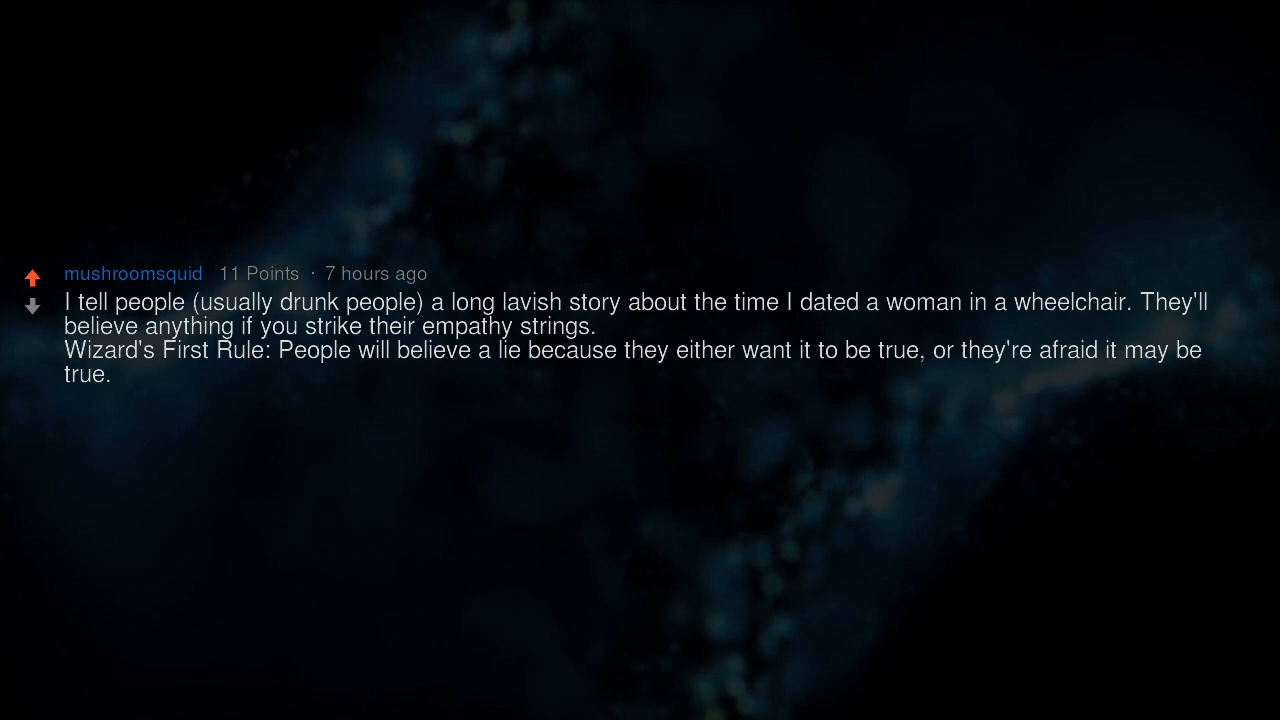 mushroomsquid 11 Points · 7 hours ago
I tell people (usually drunk people) a long lavish story about the time I dated a woman in a wheelchair. They'll
believe anything if you strike their empathy strings.
Wizard's First Rule: People will believe a lie because they either want it to be true, or they're afraid it may be
true.